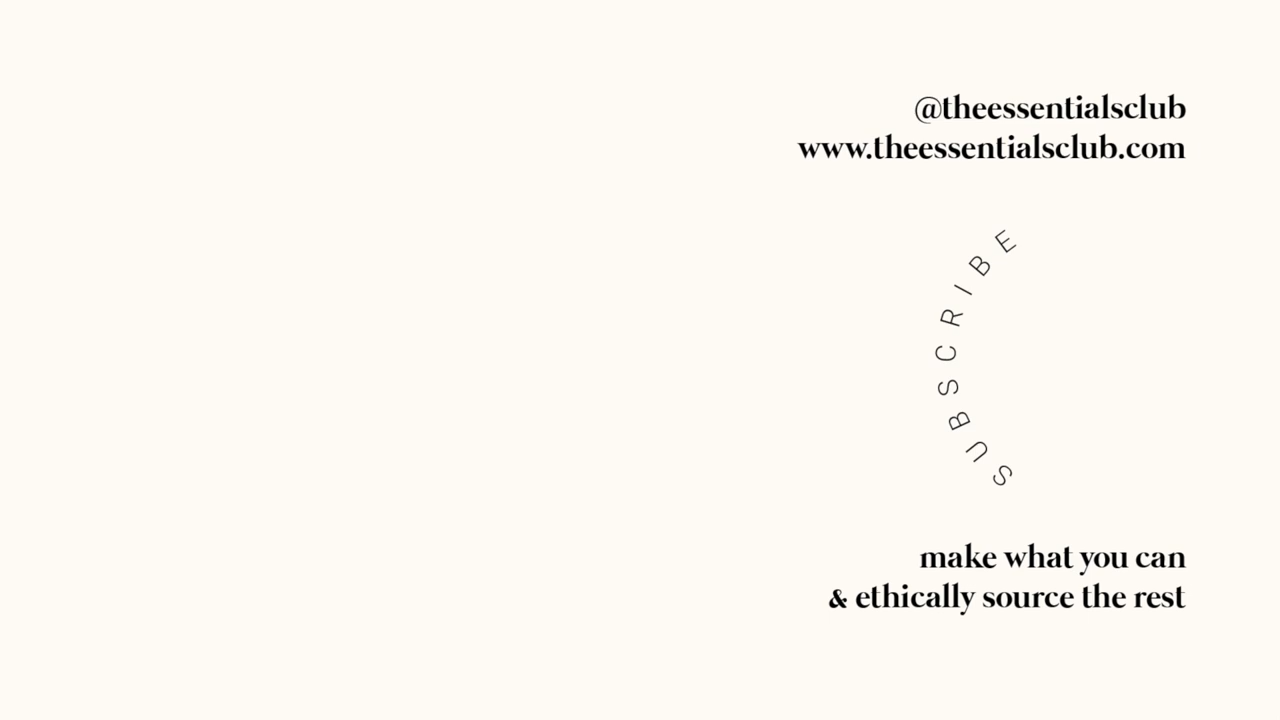 @theessentialsclub
www.theessentialsclub.com
SUBSCRIBE
make what you can
& ethically source the rest